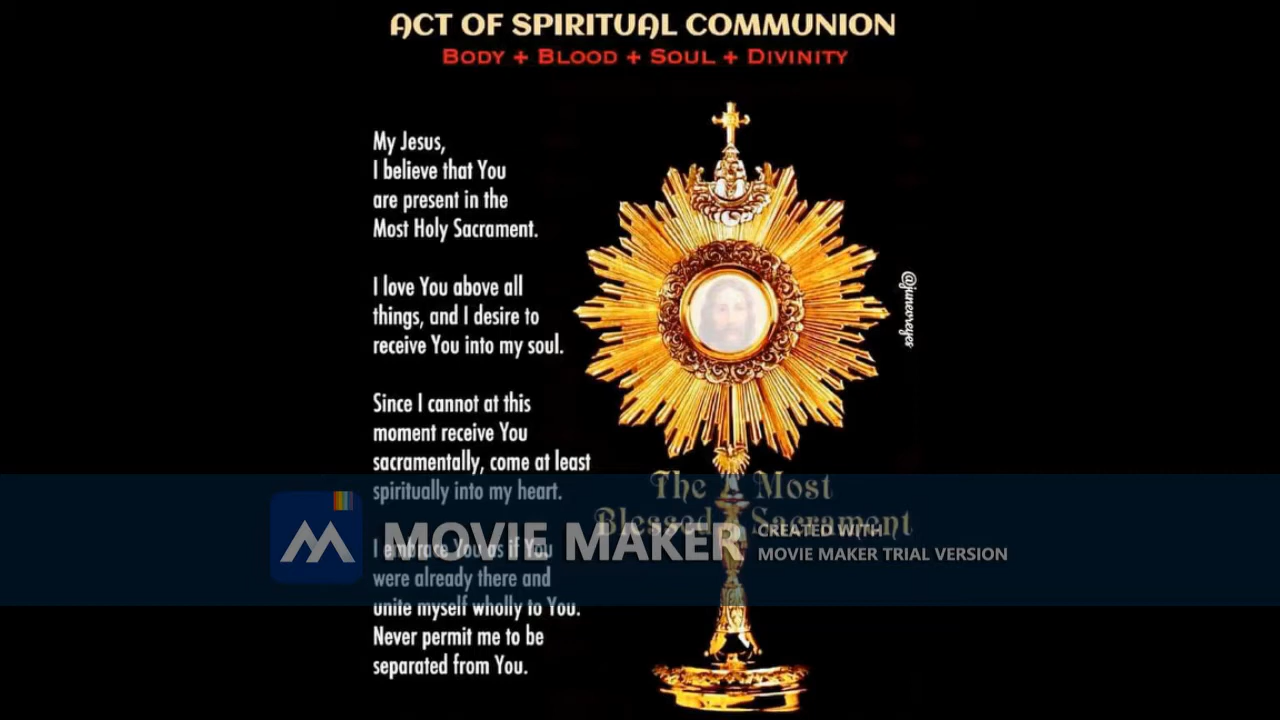 ACT OF SPIRITUAL COMMUNION
BODY + BLOOD + SOUL + DIVINITY
My Jesus,
I believe that You
are present in the
Most Holy Sacrament.
I love You above all
things, and I desire to
receive You into my soul.
Since I cannot at this
moment receive You
sacramentally, come at least
spiritually into my heart.
I embrace You as if You
were already there and
unite myself wholly to You.
Never permit me to be
separated from You.
@juneoreyes
The Most
Blessed Sacrament
MOVIE MAKER
CREATED WITH
MOVIE MAKER TRIAL VERSION